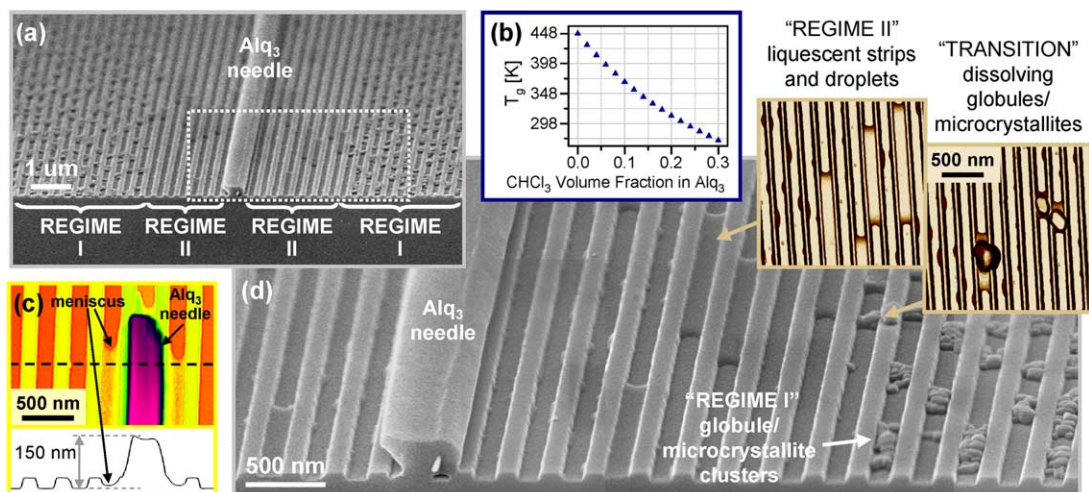 (a)
Alq₃
needle
1 um
REGIME
I
REGIME
II
REGIME
II
REGIME
I
(b)
448
398
348
298
Tg [K]
0.0 0.1 0.2 0.3
CHCl₃ Volume Fraction in Alq₃
"REGIME II"
liquescent strips
and droplets
"TRANSITION"
dissolving
globules/
microcrystallites
500 nm
(c)
meniscus
Alq₃
needle
500 nm
150 nm
(d)
Alq₃
needle
"REGIME I"
globule/
microcrystallite
clusters
500 nm